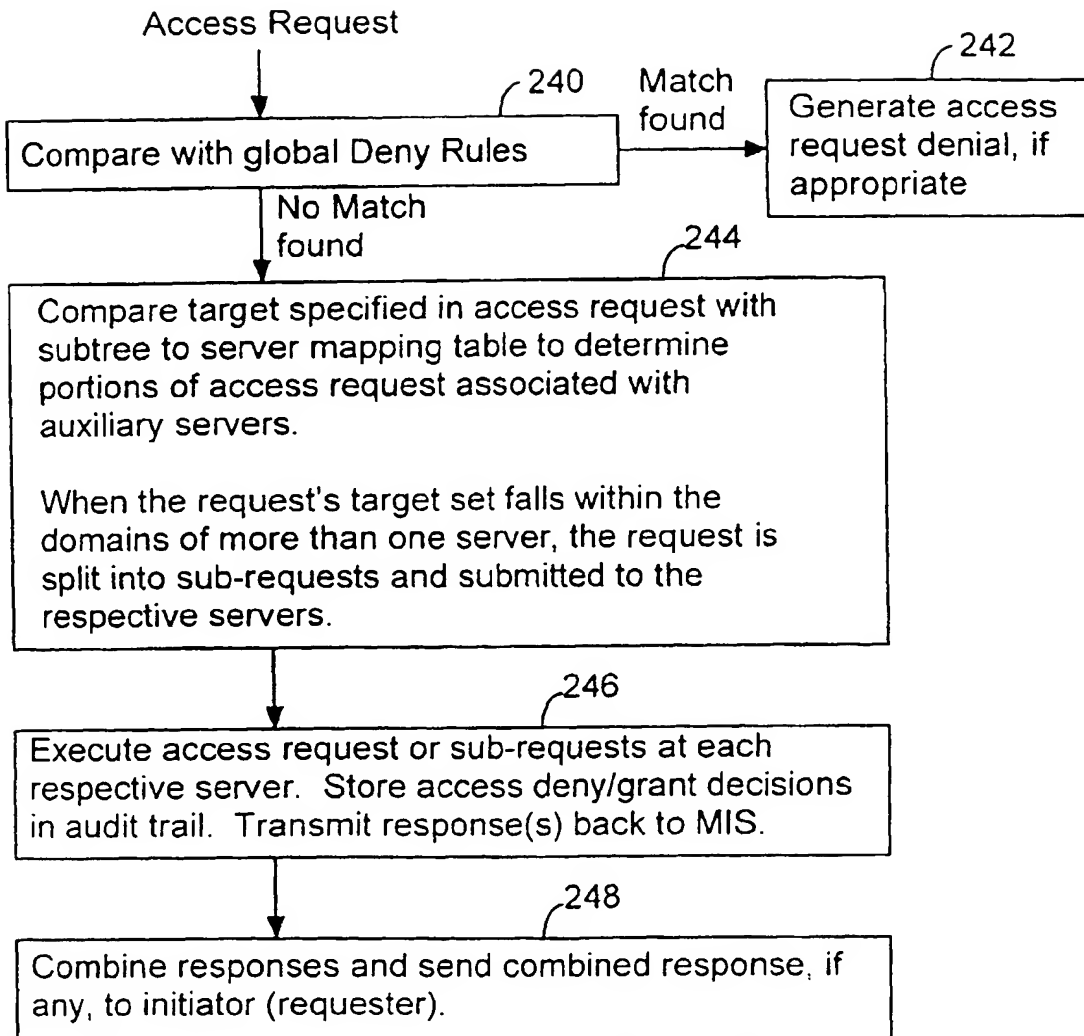 Access Request
240
Match
found
242
Generate access
request denial, if
appropriate
Compare with global Deny Rules
No Match
found
244
Compare target specified in access request with
subtree to server mapping table to determine
portions of access request associated with
auxiliary servers.
When the request's target set falls within the
domains of more than one server, the request is
split into sub-requests and submitted to the
respective servers.
246
Execute access request or sub-requests at each
respective server. Store access deny/grant decisions
in audit trail. Transmit response(s) back to MIS.
248
Combine responses and send combined response, if
any, to initiator (requester).